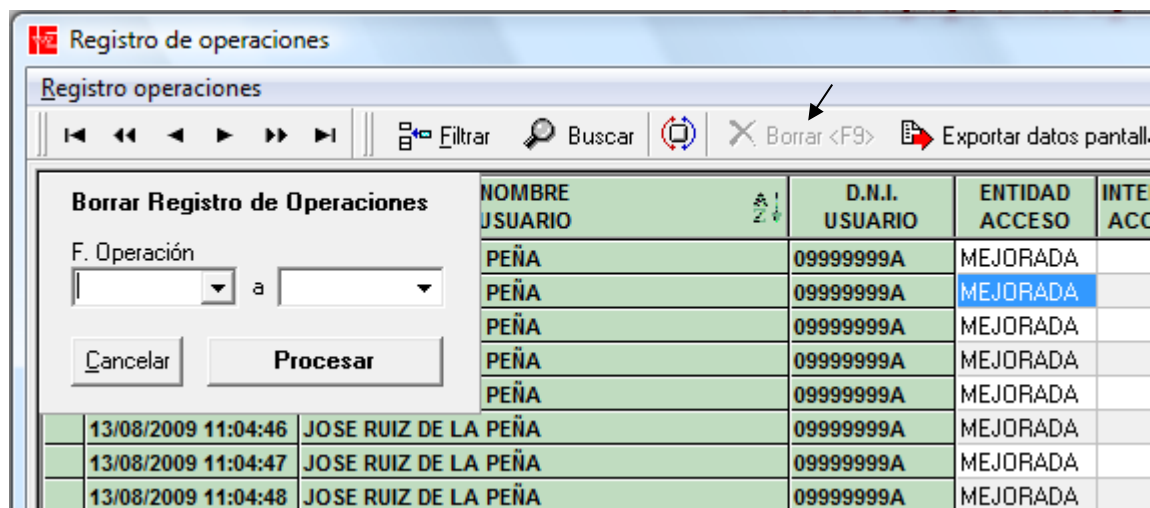 Registro de operaciones
Registro operaciones
Filtrar Buscar Borrar <F9> Exportar datos
Borrar Registro de Operaciones
F. Operación
a
Cancelar Procesar
NOMBRE USUARIO D.N.I. USUARIO ENTIDAD ACCESO
PEÑA 09999999A MEJORADA
PEÑA 09999999A MEJORADA
PEÑA 09999999A MEJORADA
PEÑA 09999999A MEJORADA
PEÑA 09999999A MEJORADA
13/08/2009 11:04:46 JOSE RUIZ DE LA PEÑA 09999999A MEJORADA
13/08/2009 11:04:47 JOSE RUIZ DE LA PEÑA 09999999A MEJORADA
13/08/2009 11:04:48 JOSE RUIZ DE LA PEÑA 09999999A MEJORADA